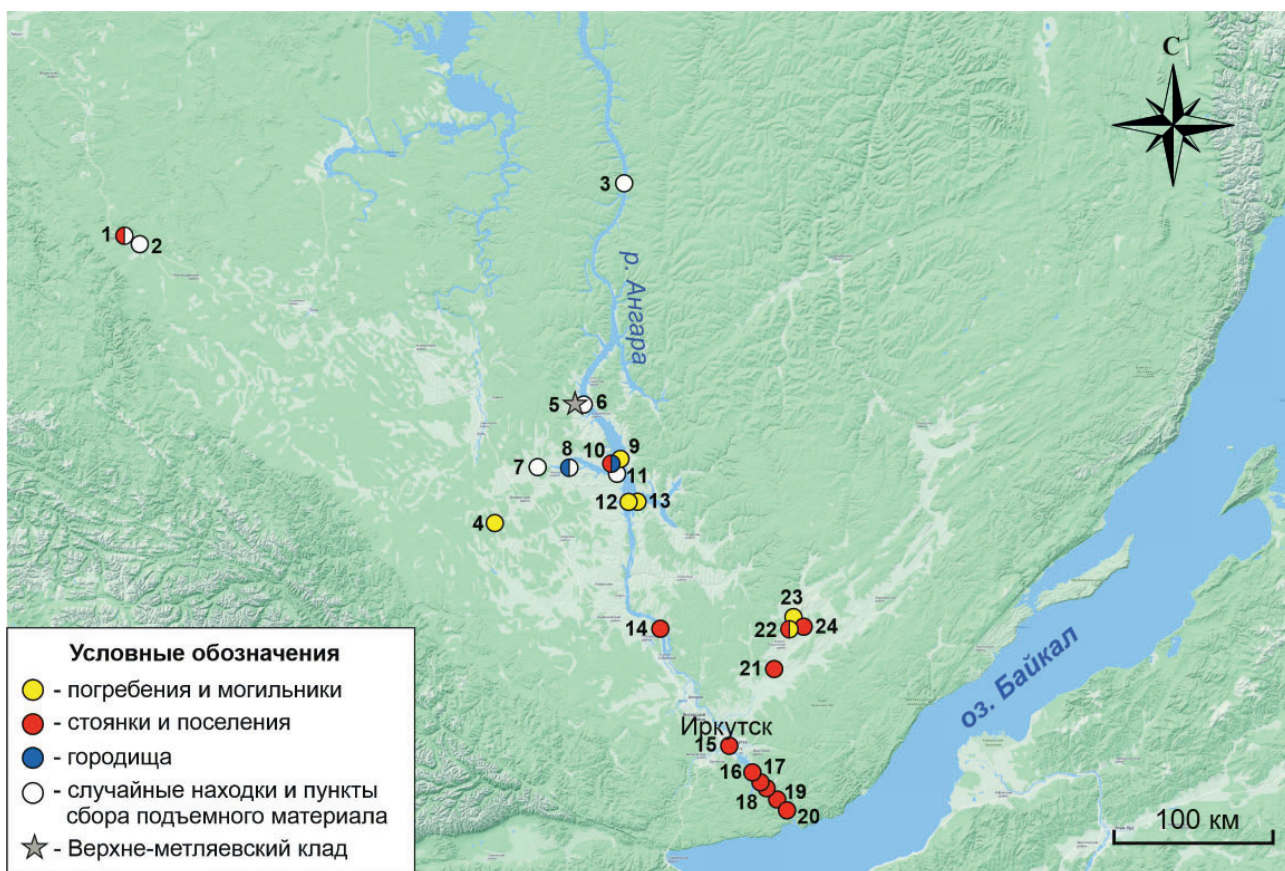 С
3
1
2
р. Ангара
5
6
9
10
8
7
11
12
13
4
23
14
22
24
21
оз. Байкал
Иркутск
15
17
16
18
19
20
100 км
Условные обозначения
- погребения и могильники
- стоянки и поселения
- городища
- случайные находки и пункты
сбора подъемного материала
- Верхне-метляевский клад